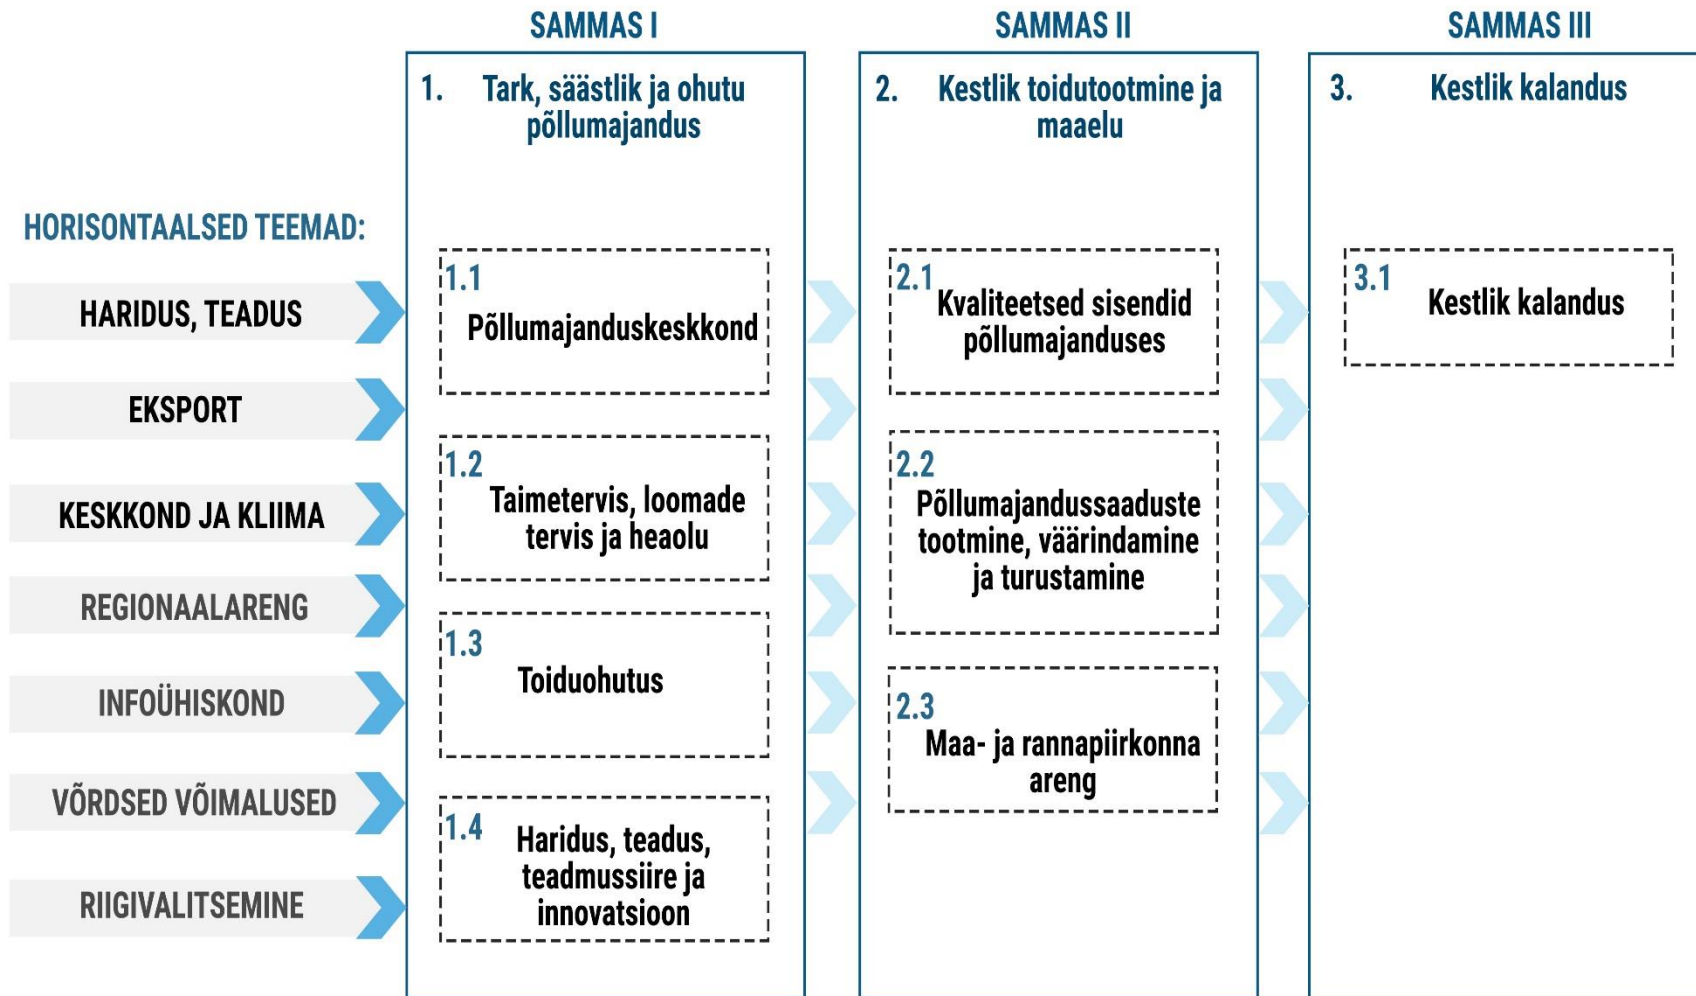 SAMMAS I
SAMMAS II
SAMMAS III
1. Tark, säästlik ja ohutu
põllumajandus
2. Kestlik toidutootmine ja
maaelu
3. Kestlik kalandus
HORISONTAALSED TEEMAD:
HARIDUS, TEADUS
EKSPORT
KESKKOND JA KLIIMA
REGIONAALARENG
INFOÜHISKOND
VÕRDSED VÕIMALUSED
RIIGIVALITSEMINE
1.1
Põllumajanduskeskkond
1.2
Taimetervis, loomade
tervis ja heaolu
1.3
Toiduohutus
1.4
Haridus, teadus,
teadmussiire ja
innovatsioon
2.1
Kvaliteetsed sisendid
põllumajanduses
2.2
Põllumajandussaaduste
tootmine, väärindamine
ja turustamine
2.3
Maa- ja rannapiirkonna
areng
3.1
Kestlik kalandus